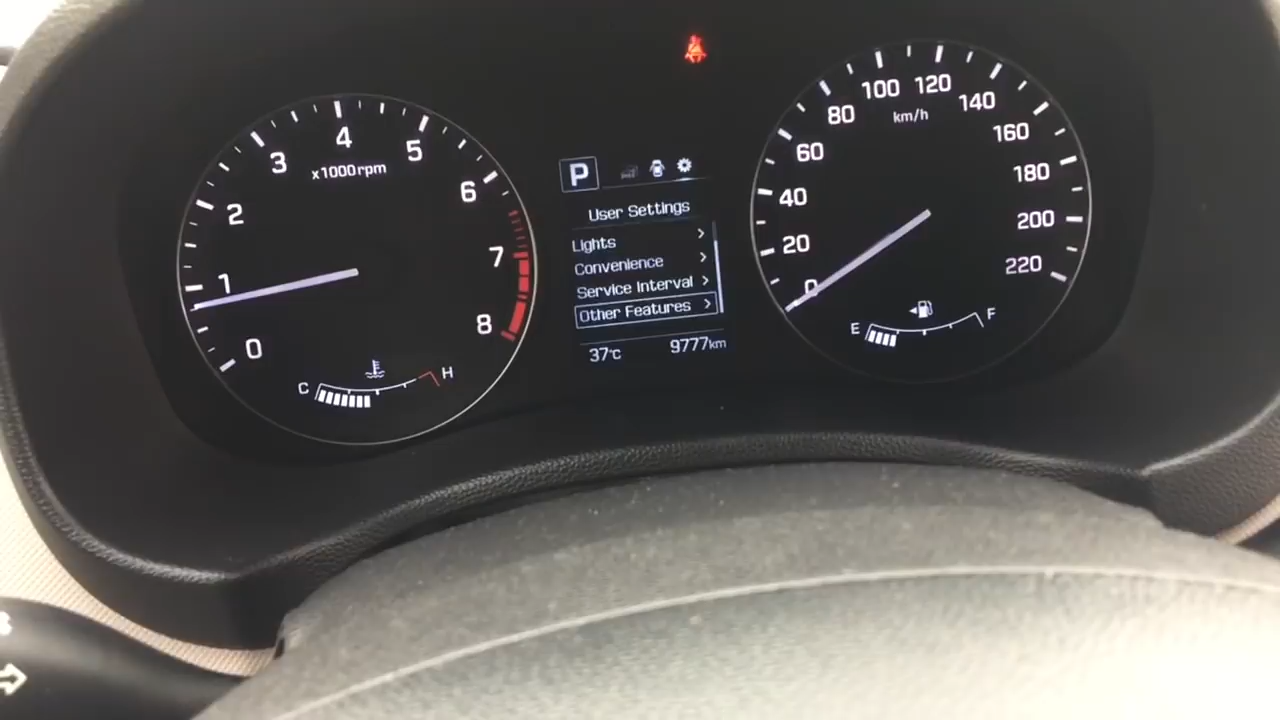 0
1
2
3
4
5
6
7
8
x1000rpm
C
H
P
User Settings
Lights >
Convenience >
Service Interval >
Other Features >
37°C
9777km
0
20
40
60
80
100
120
140
160
180
200
220
km/h
E
F